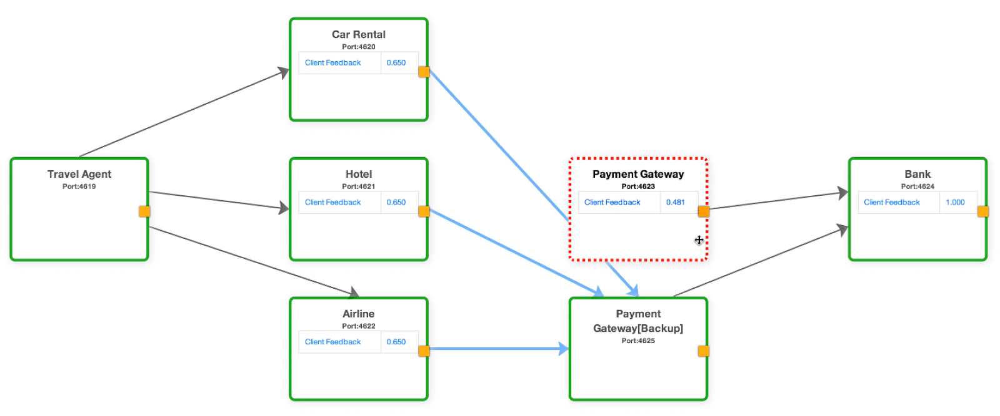 Car Rental
Port:4620
Client Feedback 0.650
Travel Agent
Port:4619
Hotel
Port:4621
Client Feedback 0.650
Payment Gateway
Port:4623
Client Feedback 0.481
Bank
Port:4624
Client Feedback 1.000
Airline
Port:4622
Client Feedback 0.650
Payment
Gateway[Backup]
Port:4625